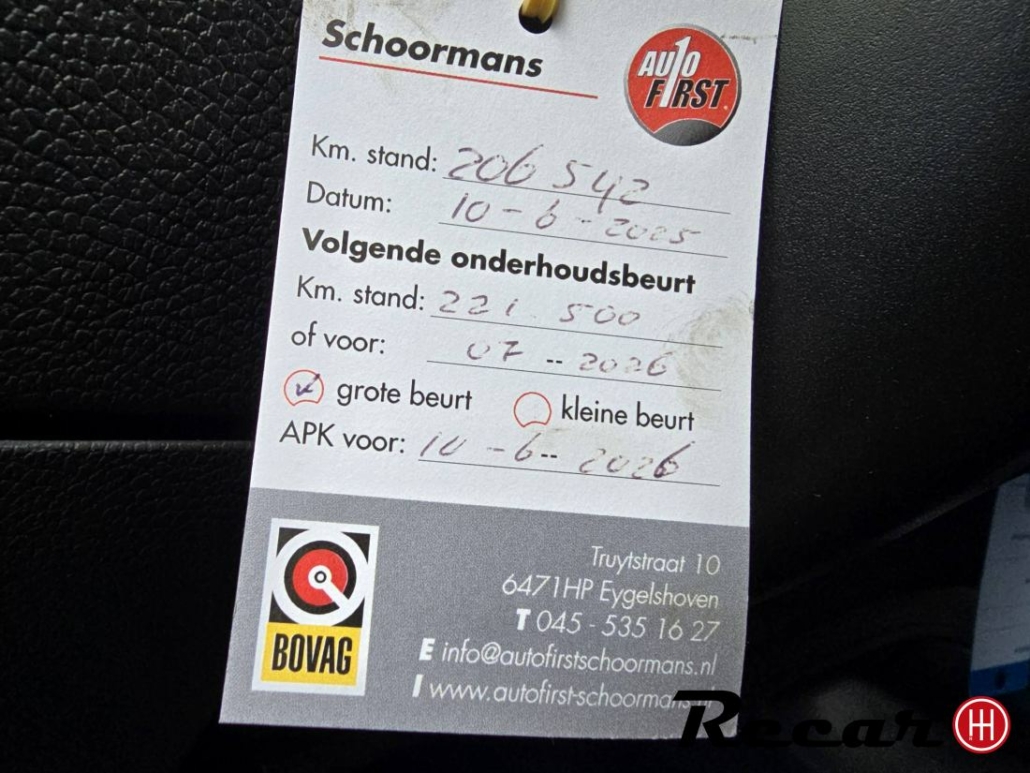 Schoormans
AUTO FIRST
Km. stand: 206 542
Datum: 10 - 6 - 2025
Volgende onderhoudsbeurt
Km. stand: 221. 500
of voor: 07 -- 2026
grote beurt kleine beurt
APK voor: 10 - 6 -- 2026
BOVAG
Truytstraat 10
6471HP Eygelshoven
T 045 - 535 16 27
E info@autofirstschoormans.nl
I www.autofirst-schoormans.nl
Recar H